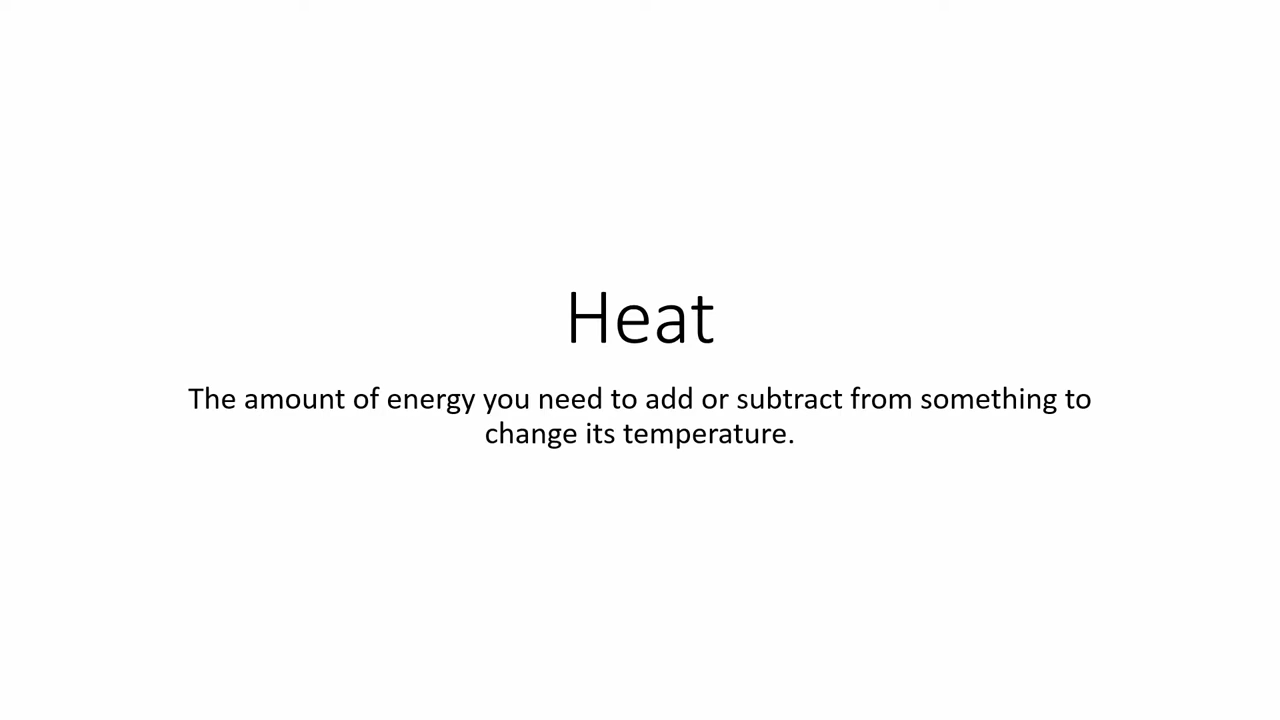 Heat
The amount of energy you need to add or subtract from something to
change its temperature.